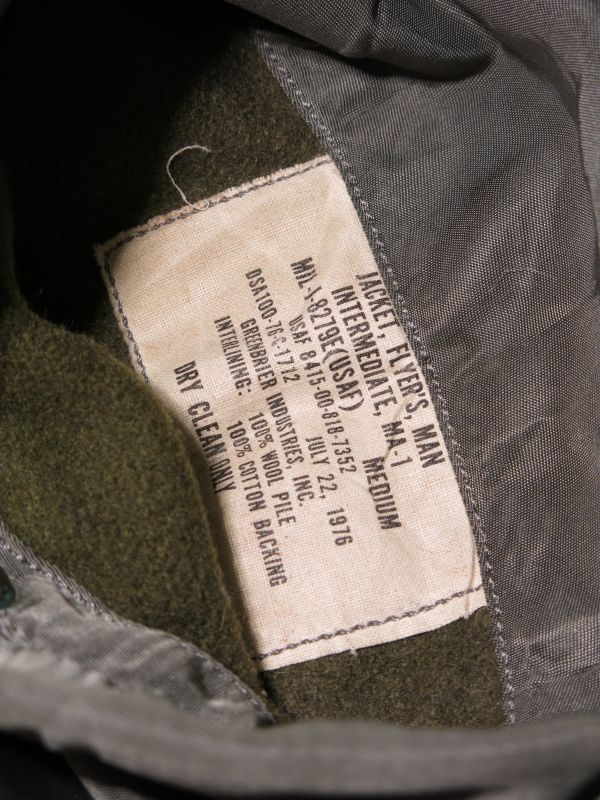 JACKET, FLYER'S, MAN
INTERMEDIATE, MA-1
MIL-J-8279E(USAF) MEDIUM
USAF 8415-00-818-7352
DSA100-76-C-1712 JULY 22, 1976
GREENBRIER INDUSTRIES, INC.
INTERLINING: 100% WOOL PILE
100% COTTON BACKING
DRY CLEAN ONLY